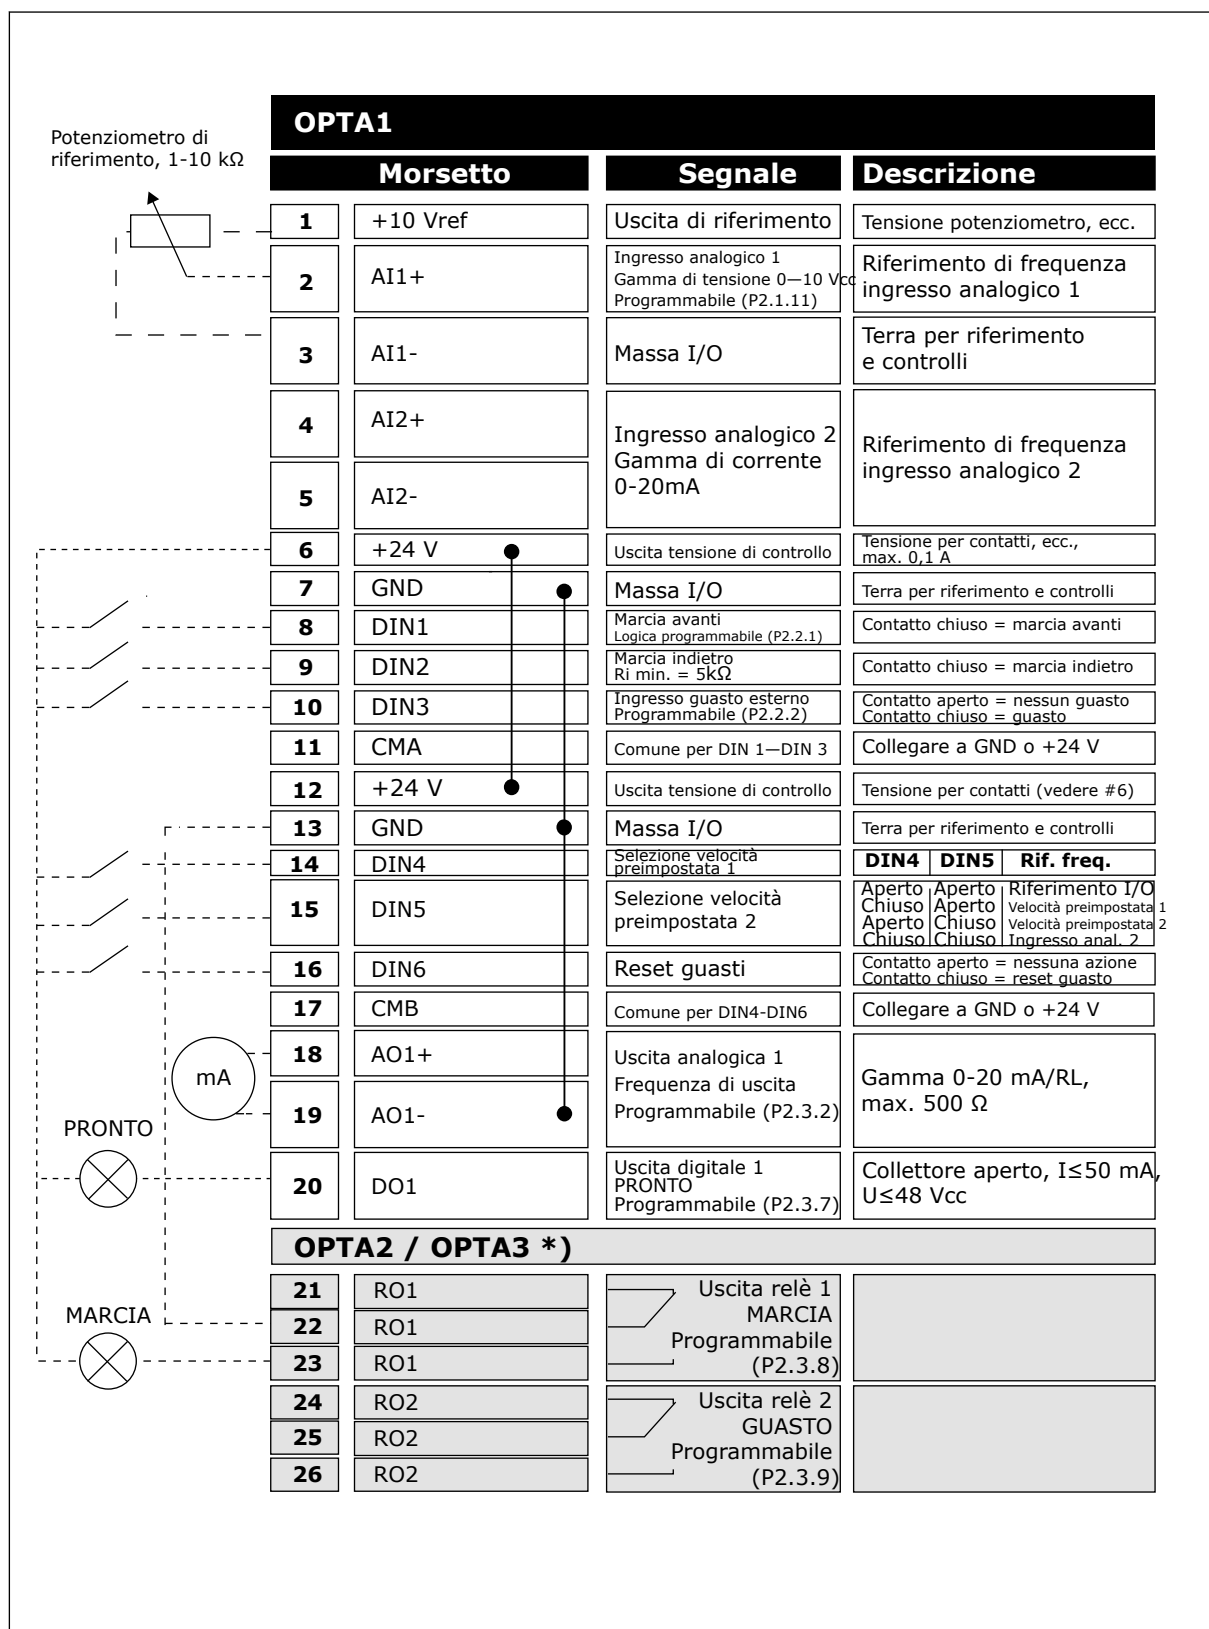 Potenziometro di
riferimento, 1-10 kΩ
OPTA1
Morsetto Segnale Descrizione
1 +10 Vref Uscita di riferimento Tensione potenziometro, ecc.
2 AI1+
Ingresso analogico 1
Gamma di tensione 0—10 Vcc
Programmabile (P2.1.11)
Riferimento di frequenza
ingresso analogico 1
3 AI1- Massa I/O
Terra per riferimento
e controlli
4 AI2+
5 AI2-
Ingresso analogico 2
Gamma di corrente
0-20mA
Riferimento di frequenza
ingresso analogico 2
6 +24 V Uscita tensione di controllo
Tensione per contatti, ecc.,
max. 0,1 A
7 GND Massa I/O Terra per riferimento e controlli
8 DIN1
Marcia avanti
Logica programmabile (P2.2.1)
Contatto chiuso = marcia avanti
9 DIN2
Marcia indietro
Ri min. = 5kΩ
Contatto chiuso = marcia indietro
10 DIN3
Ingresso guasto esterno
Programmabile (P2.2.2)
Contatto aperto = nessun guasto
Contatto chiuso = guasto
11 CMA Comune per DIN 1—DIN 3 Collegare a GND o +24 V
12 +24 V Uscita tensione di controllo Tensione per contatti (vedere #6)
13 GND Massa I/O Terra per riferimento e controlli
14 DIN4
Selezione velocità
preimpostata 1
DIN4 DIN5 Rif. freq.
15 DIN5
Selezione velocità
preimpostata 2
Aperto Aperto Riferimento I/O
Chiuso Aperto Velocità preimpostata 1
Aperto Chiuso Velocità preimpostata 2
Chiuso Chiuso Ingresso anal. 2
16 DIN6 Reset guasti
Contatto aperto = nessuna azione
Contatto chiuso = reset guasto
17 CMB Comune per DIN4-DIN6 Collegare a GND o +24 V
mA
18 AO1+
19 AO1-
Uscita analogica 1
Frequenza di uscita
Programmabile (P2.3.2)
Gamma 0-20 mA/RL,
max. 500 Ω
PRONTO
20 DO1
Uscita digitale 1
PRONTO
Programmabile (P2.3.7)
Collettore aperto, I≤50 mA,
U≤48 Vcc
OPTA2 / OPTA3 *)
MARCIA
21 RO1
22 RO1
23 RO1
Uscita relè 1
MARCIA
Programmabile
(P2.3.8)
24 RO2
25 RO2
26 RO2
Uscita relè 2
GUASTO
Programmabile
(P2.3.9)